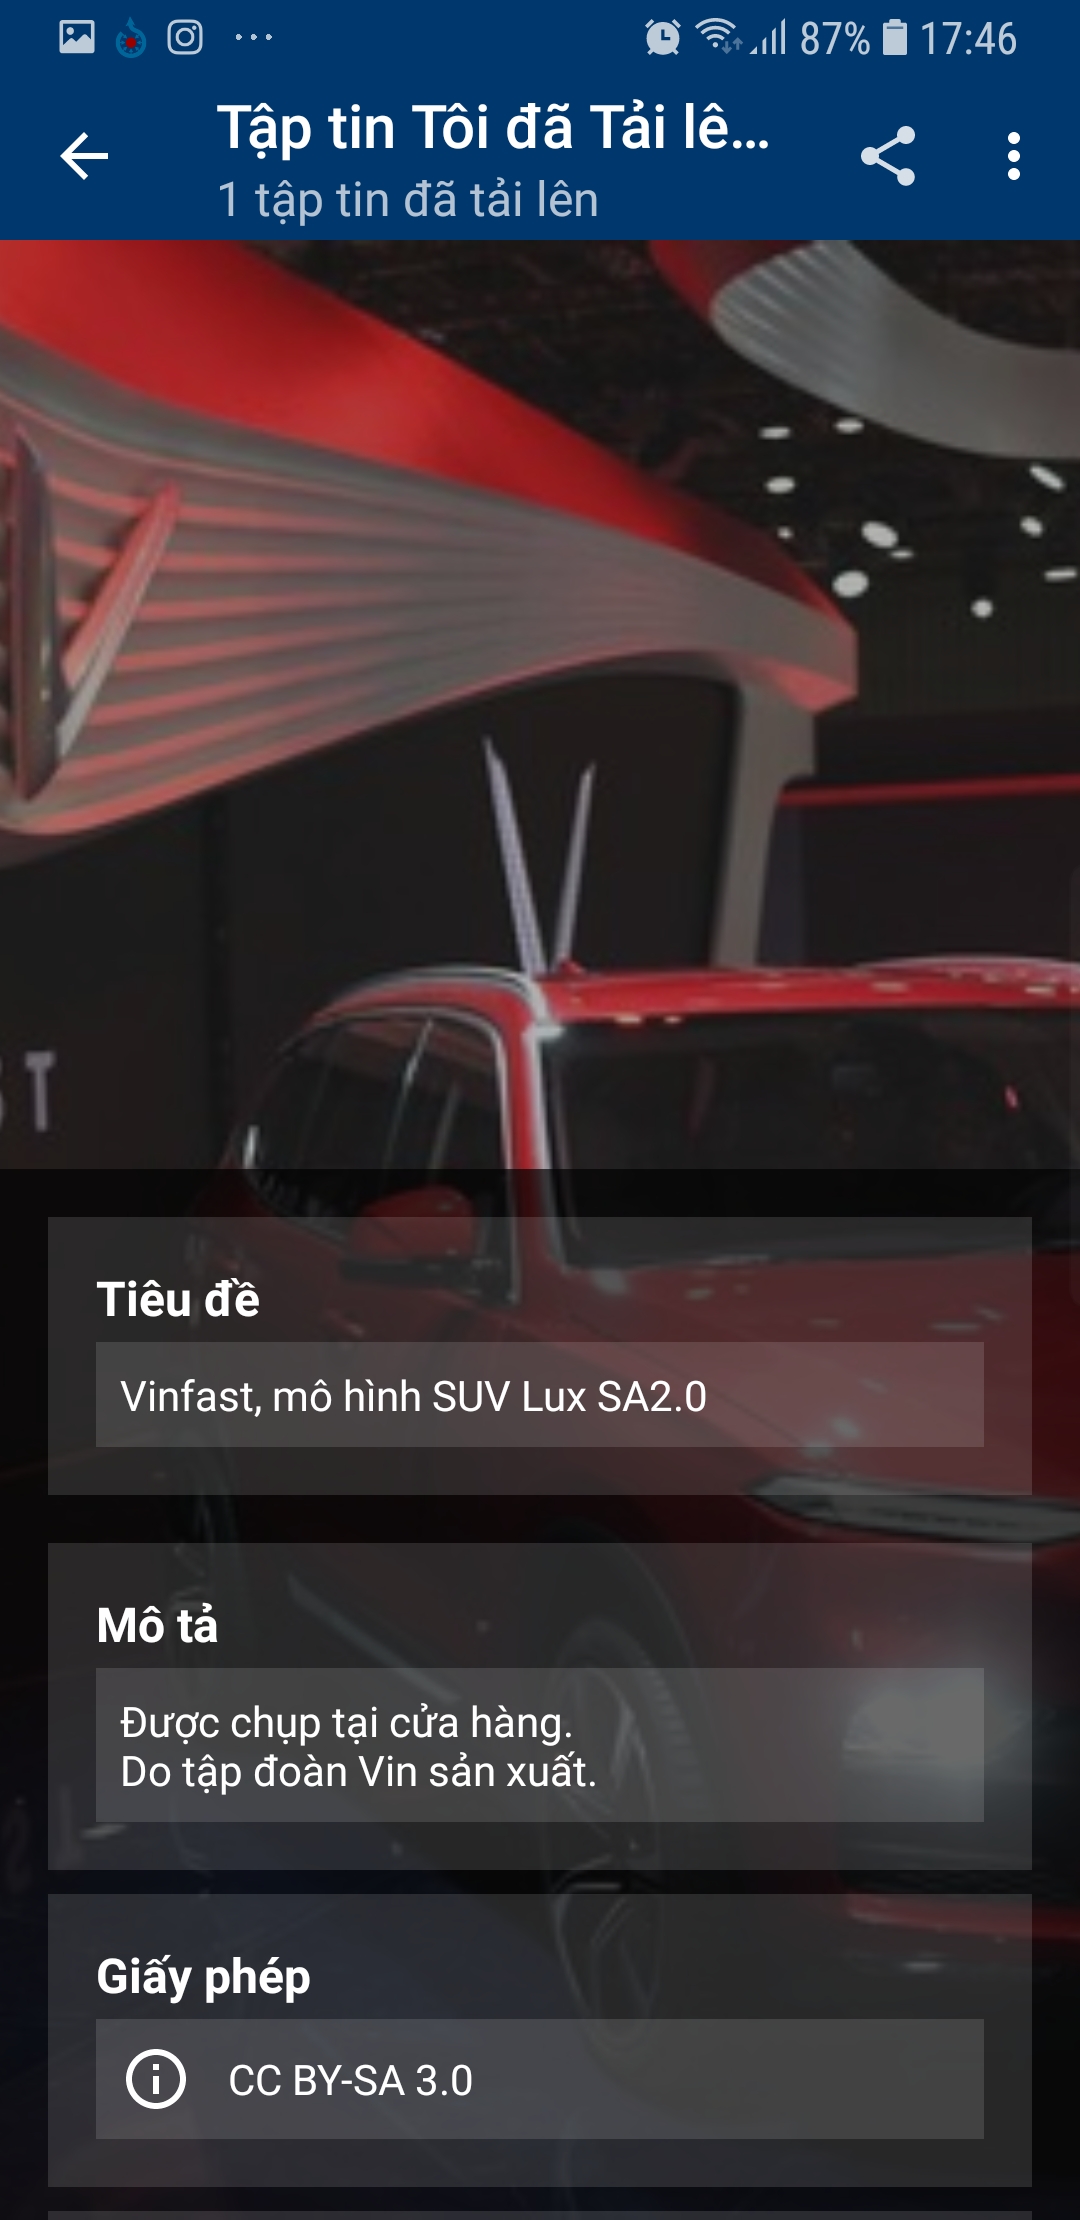 87% 17:46
Tập tin Tôi đã Tải lê...
1 tập tin đã tải lên
T
Tiêu đề
Vinfast, mô hình SUV Lux SA2.0
Mô tả
Được chụp tại cửa hàng.
Do tập đoàn Vin sản xuất.
Giấy phép
CC BY-SA 3.0